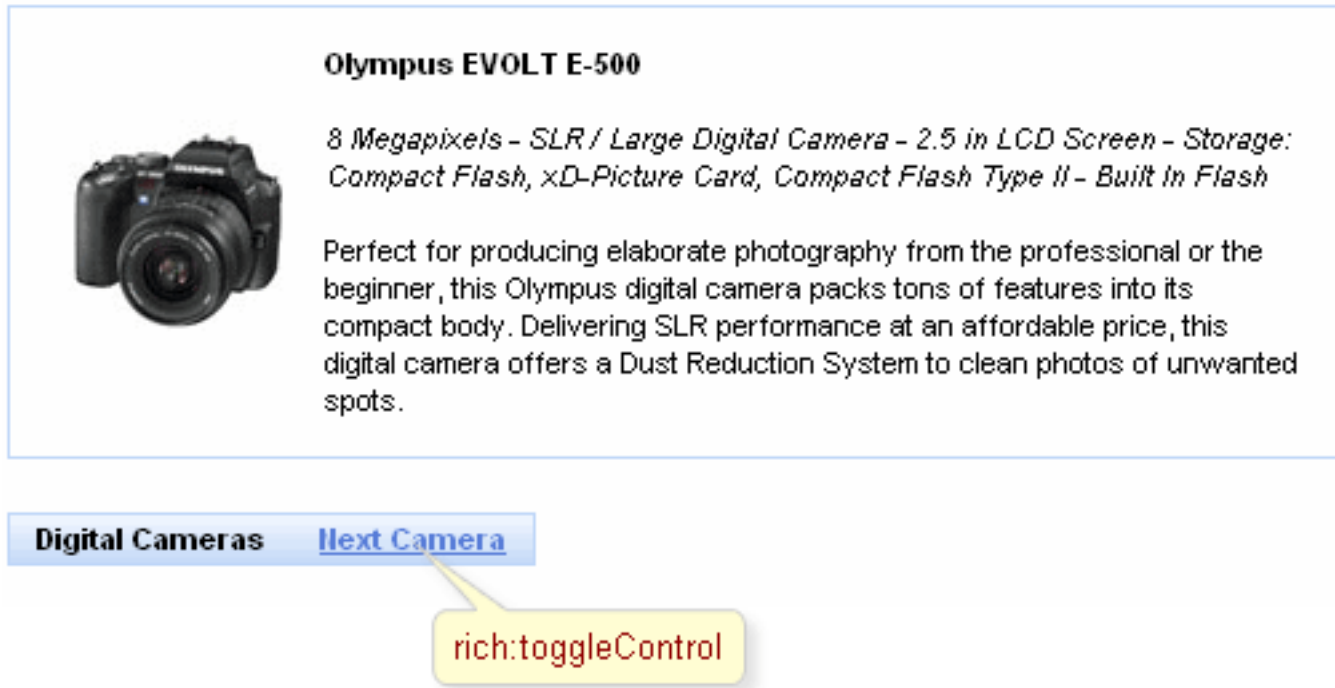 Olympus EVOLT E-500
8 Megapixels - SLR / Large Digital Camera - 2.5 in LCD Screen - Storage:
Compact Flash, xD-Picture Card, Compact Flash Type II - Built In Flash
Perfect for producing elaborate photography from the professional or the
beginner, this Olympus digital camera packs tons of features into its
compact body. Delivering SLR performance at an affordable price, this
digital camera offers a Dust Reduction System to clean photos of unwanted
spots.
OLYMPUS
Digital Cameras Next Camera
rich:toggleControl